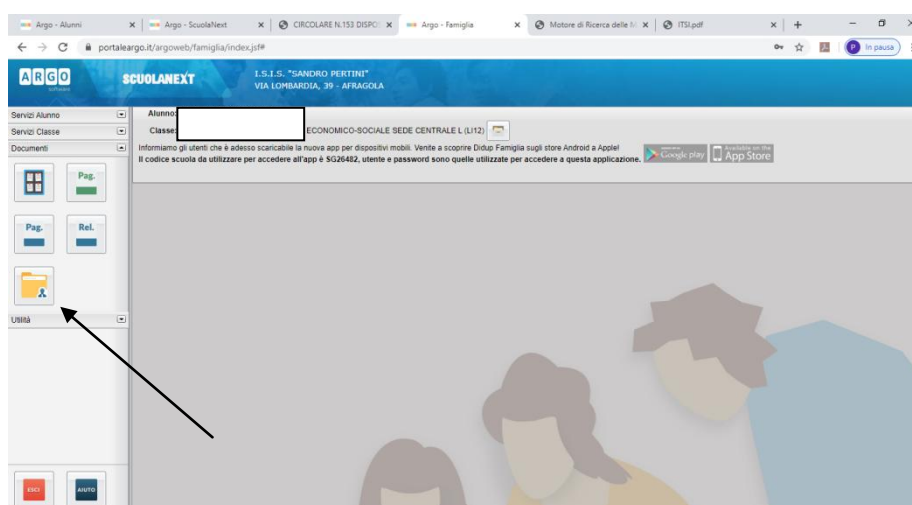 Argo - Alunni
Argo - ScuolaNext
CIRCOLARE N.153 DISPO
Argo - Famiglia
Motore di Ricerca delle
ITSI.pdf
portaleargo.it/argoweb/famiglia/index.jsf#
P In pausa
ARGO software
SCUOLANEXT
I.S.I.S. "SANDRO PERTINI"
VIA LOMBARDIA, 39 - AFRAGOLA
Servizi Alunno
Servizi Classe
Documenti
Alunno:
Classe: ECONOMICO-SOCIALE SEDE CENTRALE L (LI12)
Informiamo gli utenti che è adesso scaricabile la nuova app per dispositivi mobili. Venite a scoprire Didup Famiglia sugli store Android a Apple!
Il codice scuola da utilizzare per accedere all'app è SG26482, utente e password sono quelle utilizzate per accedere a questa applicazione.
Google play
Available on the
App Store
Pag.
Pag.
Rel.
Utilità
ESCI
AIUTO